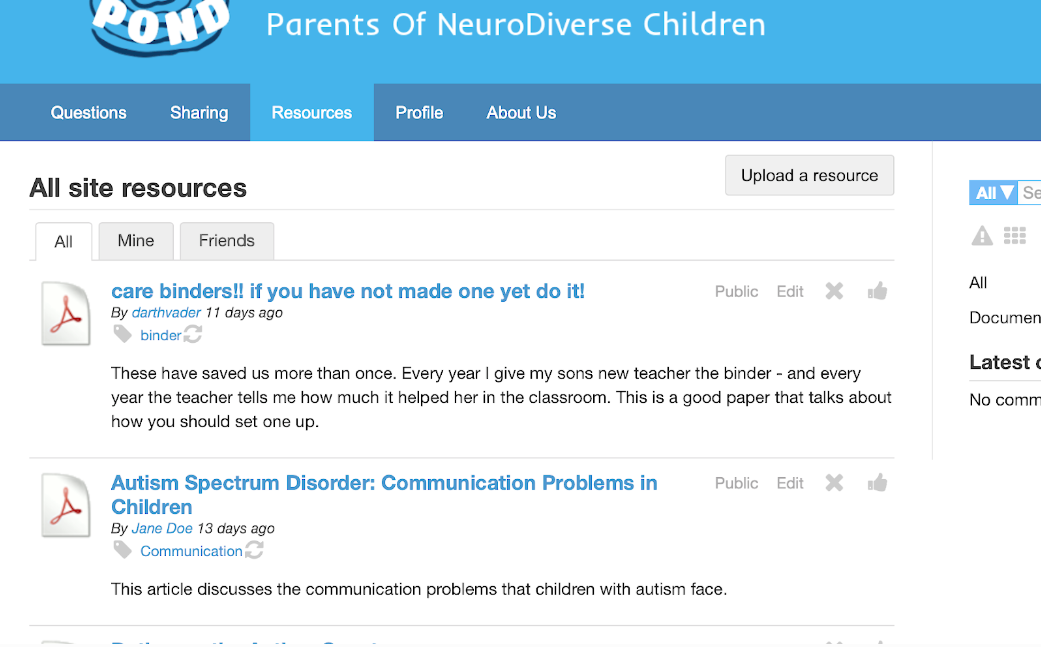 POND
Parents Of NeuroDiverse Children
Questions Sharing Resources Profile About Us
All site resources
Upload a resource
All ▼ Se
All Mine Friends
care binders!! if you have not made one yet do it!
Public Edit
By darthvader 11 days ago
binder
These have saved us more than once. Every year I give my sons new teacher the binder - and every
year the teacher tells me how much it helped her in the classroom. This is a good paper that talks about
how you should set one up.
Autism Spectrum Disorder: Communication Problems in
Children
Public Edit
By Jane Doe 13 days ago
Communication
This article discusses the communication problems that children with autism face.
All
Documen
Latest c
No comm